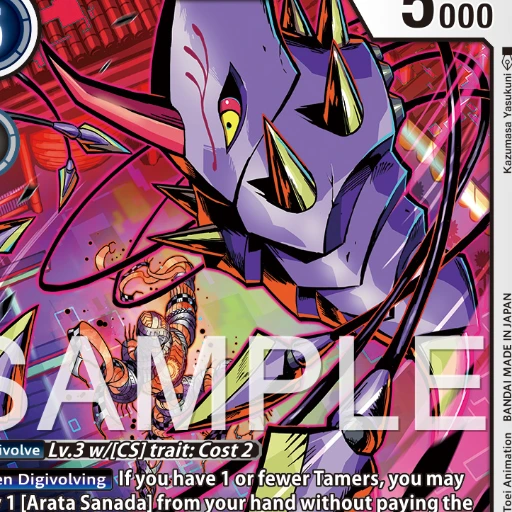 5000
Kazumasa Yasukuni
SAMPLE
Lv.3 w/[CS] trait: Cost 2
Digivolving If you have 1 or fewer Tamers, you may
1 [Arata Sanada] from your hand without paying the
Toei Animation BANDAI MADE IN JAPAN